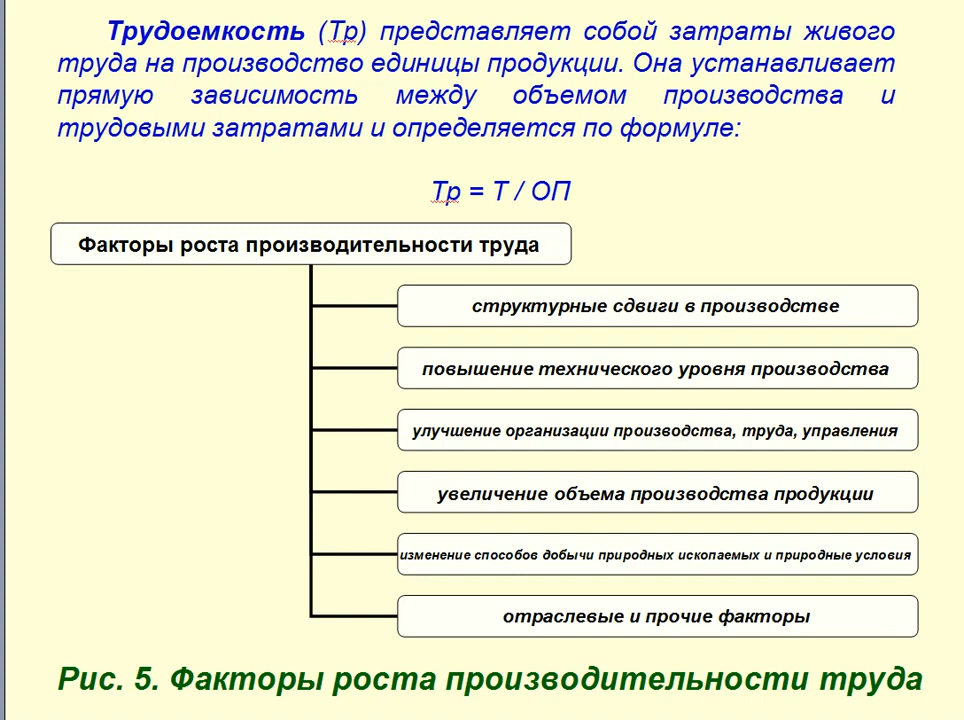 Трудоемкость (Тр) представляет собой затраты живого
труда на производство единицы продукции. Она устанавливает
прямую зависимость между объемом производства и
трудовыми затратами и определяется по формуле:
Тр = Т / ОП
Факторы роста производительности труда
структурные сдвиги в производстве
повышение технического уровня производства
улучшение организации производства, труда, управления
увеличение объема производства продукции
изменение способов добычи природных ископаемых и природные условия
отраслевые и прочие факторы
Рис. 5. Факторы роста производительности труда